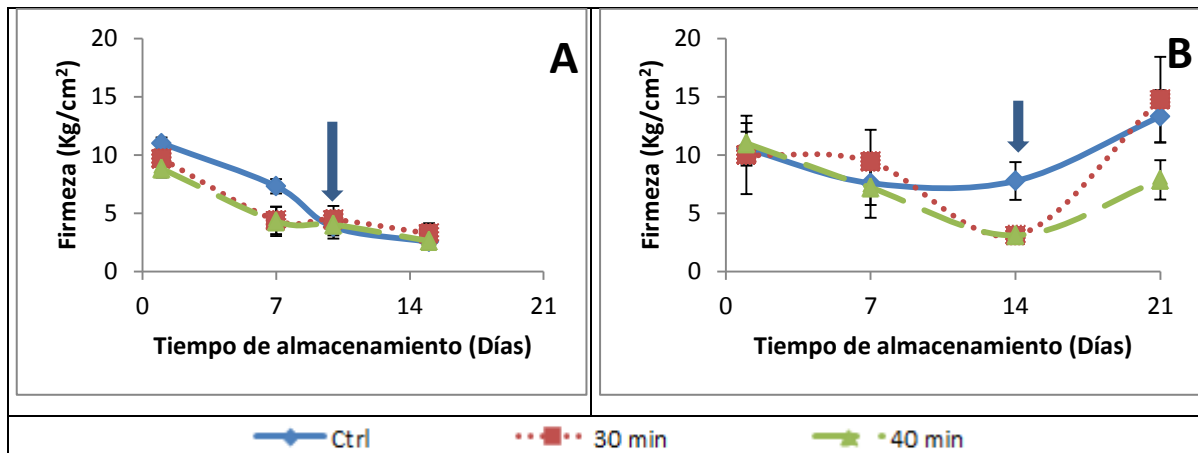 A
Firmeza (Kg/cm²)
20
15
10
5
0
0 7 14 21
Tiempo de almacenamiento (Días)
B
Firmeza (Kg/cm²)
20
15
10
5
0
0 7 14 21
Tiempo de almacenamiento (Días)
Ctrl 30 min 40 min